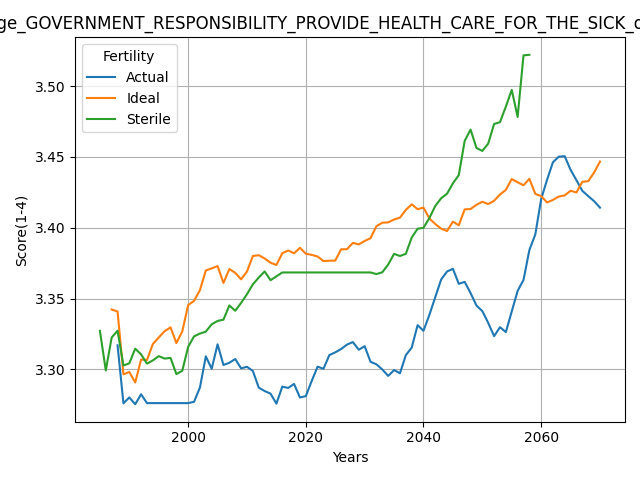 ge_GOVERNMENT_RESPONSIBILITY_PROVIDE_HEALTH_CARE_FOR_THE_SICK_o
Fertility
Actual
Ideal
Sterile
Score(1-4)
3.50
3.45
3.40
3.35
3.30
2000 2020 2040 2060
Years